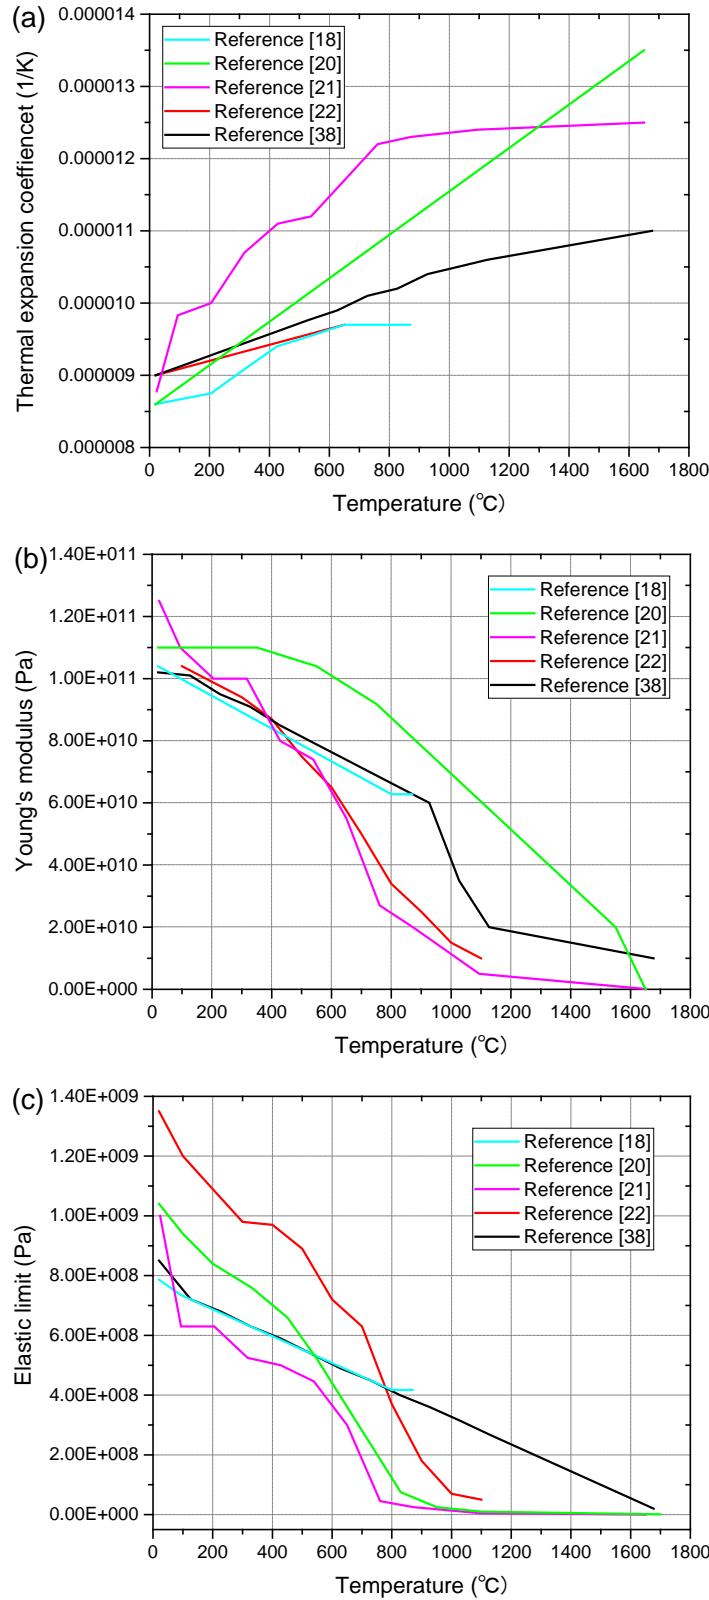 (a)
0.000014
0.000013
0.000012
0.000011
0.000010
0.000009
0.000008
Thermal expansion coeffiencet (1/K)
Reference [18]
Reference [20]
Reference [21]
Reference [22]
Reference [38]
0 200 400 600 800 1000 1200 1400 1600 1800
Temperature (℃)
(b)
1.40E+011
1.20E+011
1.00E+011
8.00E+010
6.00E+010
4.00E+010
2.00E+010
0.00E+000
Young's modulus (Pa)
Reference [18]
Reference [20]
Reference [21]
Reference [22]
Reference [38]
0 200 400 600 800 1000 1200 1400 1600 1800
Temperature (℃)
(c)
1.40E+009
1.20E+009
1.00E+009
8.00E+008
6.00E+008
4.00E+008
2.00E+008
0.00E+000
Elastic limit (Pa)
Reference [18]
Reference [20]
Reference [21]
Reference [22]
Reference [38]
0 200 400 600 800 1000 1200 1400 1600 1800
Temperature (℃)